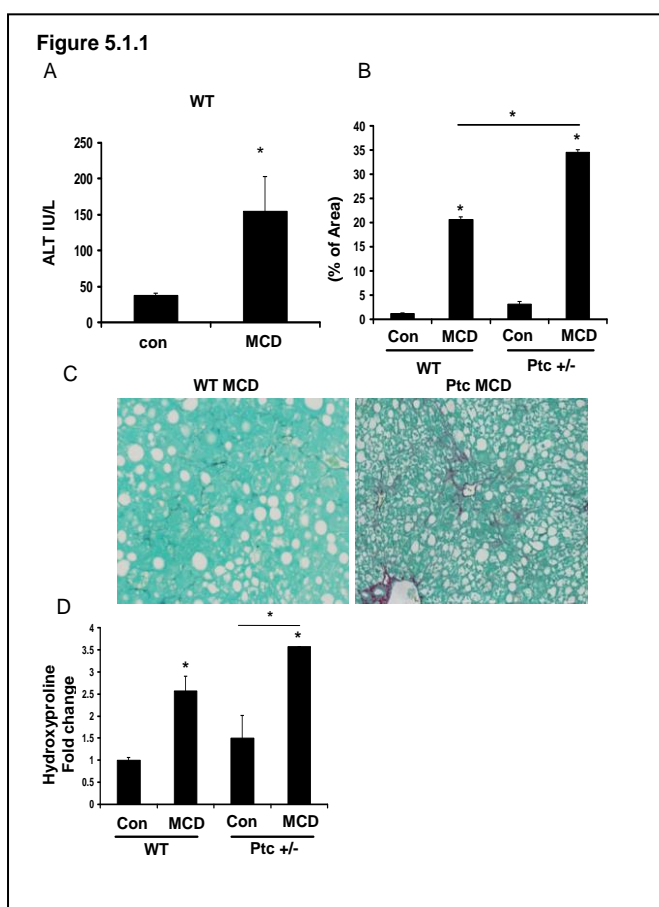 Figure 5.1.1
A
WT
ALT IU/L
250
200
150
100
50
0
*
con
MCD
B
(% of Area)
40
35
30
25
20
15
10
5
0
*
*
*
Con
MCD
Con
MCD
WT
Ptc +/-
C
WT MCD
Ptc MCD
D
Hydroxyproline
Fold change
4
3.5
3
2.5
2
1.5
1
0.5
0
*
*
*
Con
MCD
Con
MCD
WT
Ptc +/-